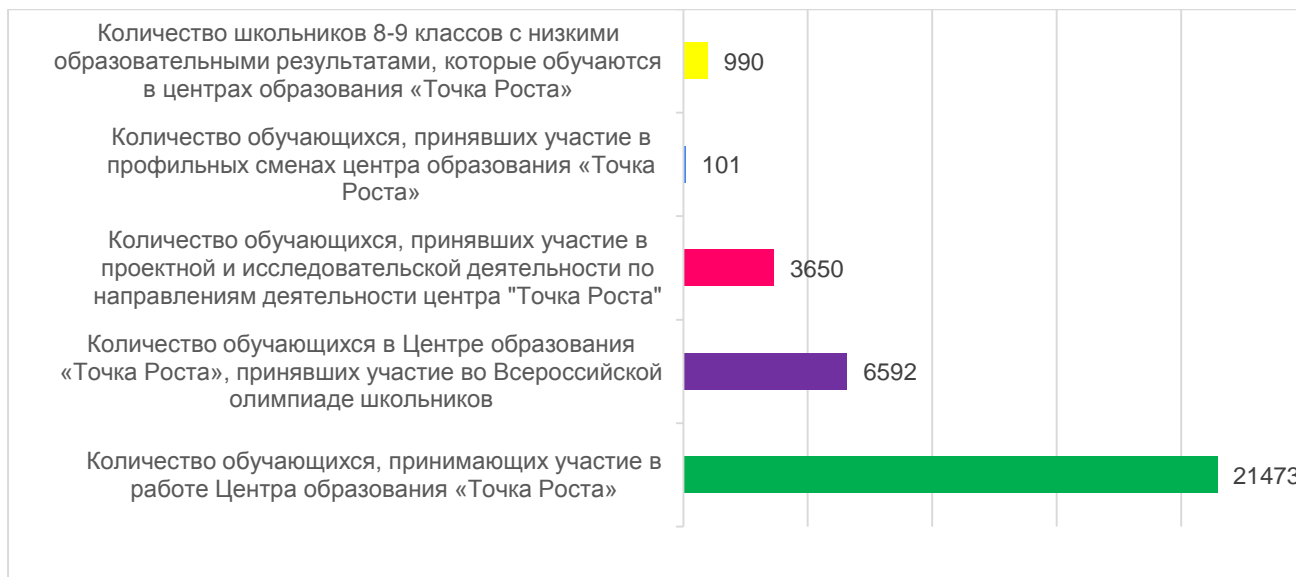 Количество школьников 8-9 классов с низкими
образовательными результатами, которые обучаются
в центрах образования «Точка Роста»
990
Количество обучающихся, принявших участие в
профильных сменах центра образования «Точка
Роста»
101
Количество обучающихся, принявших участие в
проектной и исследовательской деятельности по
направлениям деятельности центра "Точка Роста"
3650
Количество обучающихся в Центре образования
«Точка Роста», принявших участие во Всероссийской
олимпиаде школьников
6592
Количество обучающихся, принимающих участие в
работе Центра образования «Точка Роста»
21473